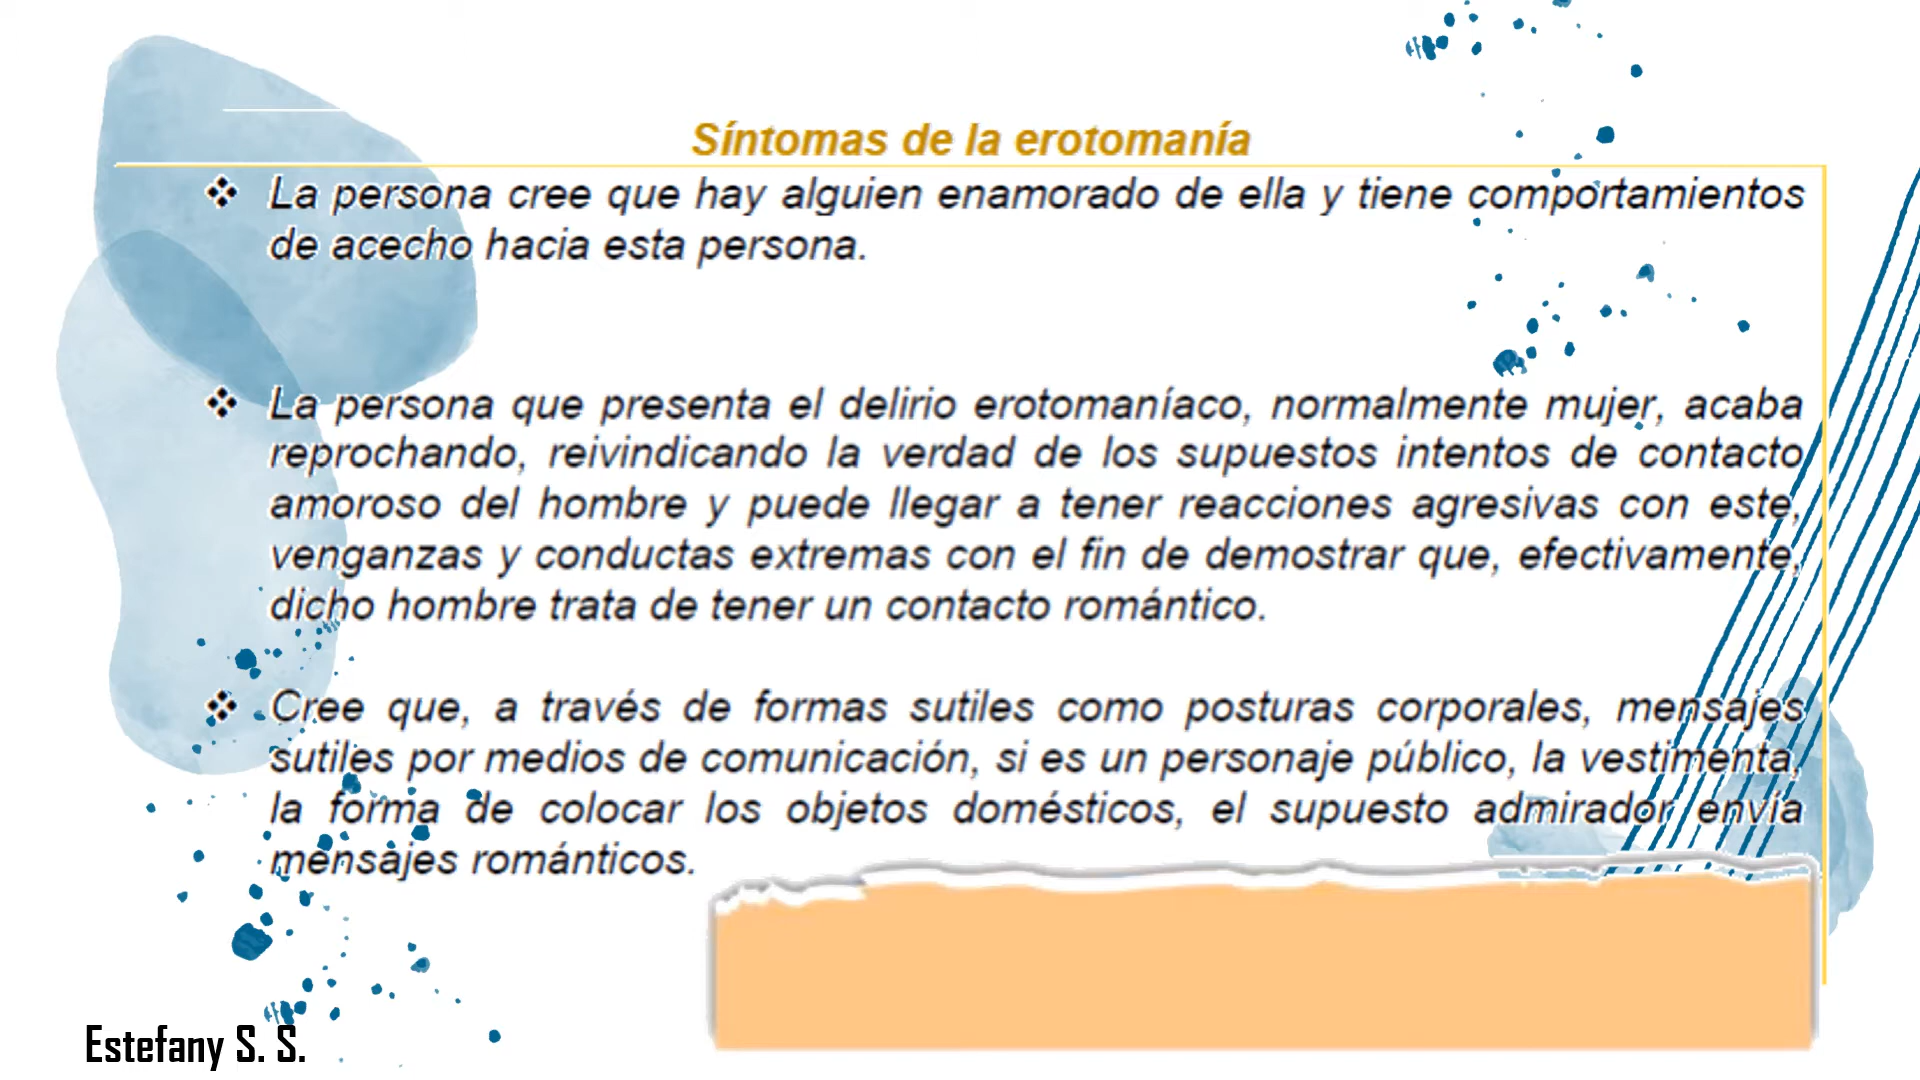 Síntomas de la erotomanía
❖ La persona cree que hay alguien enamorado de ella y tiene comportamientos
de acecho hacia esta persona.
❖ La persona que presenta el delirio erotomaníaco, normalmente mujer, acaba
reprochando, reivindicando la verdad de los supuestos intentos de contacto
amoroso del hombre y puede llegar a tener reacciones agresivas con este,
venganzas y conductas extremas con el fin de demostrar que, efectivamente,
dicho hombre trata de tener un contacto romántico.
❖ Cree que, a través de formas sutiles como posturas corporales, mensajes
sutiles por medios de comunicación, si es un personaje público, la vestimenta,
la forma de colocar los objetos domésticos, el supuesto admirador envía
mensajes románticos.
Estefany S. S.